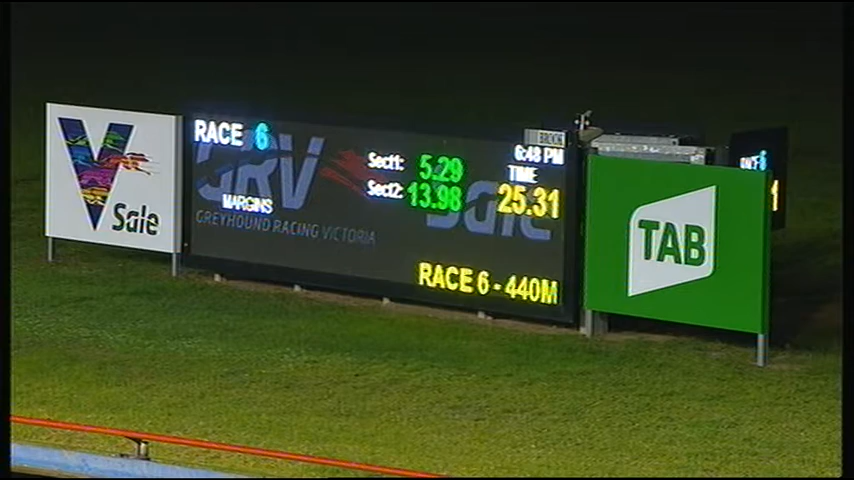 V
Sale
RACE 6
MARGINS
GRV
GREYHOUND RACING VICTORIA
Sale
Sect1: 5.29
Sect2: 13.98
6:48 PM
TIME
25.31
RACE 6 - 440M
TAB
1